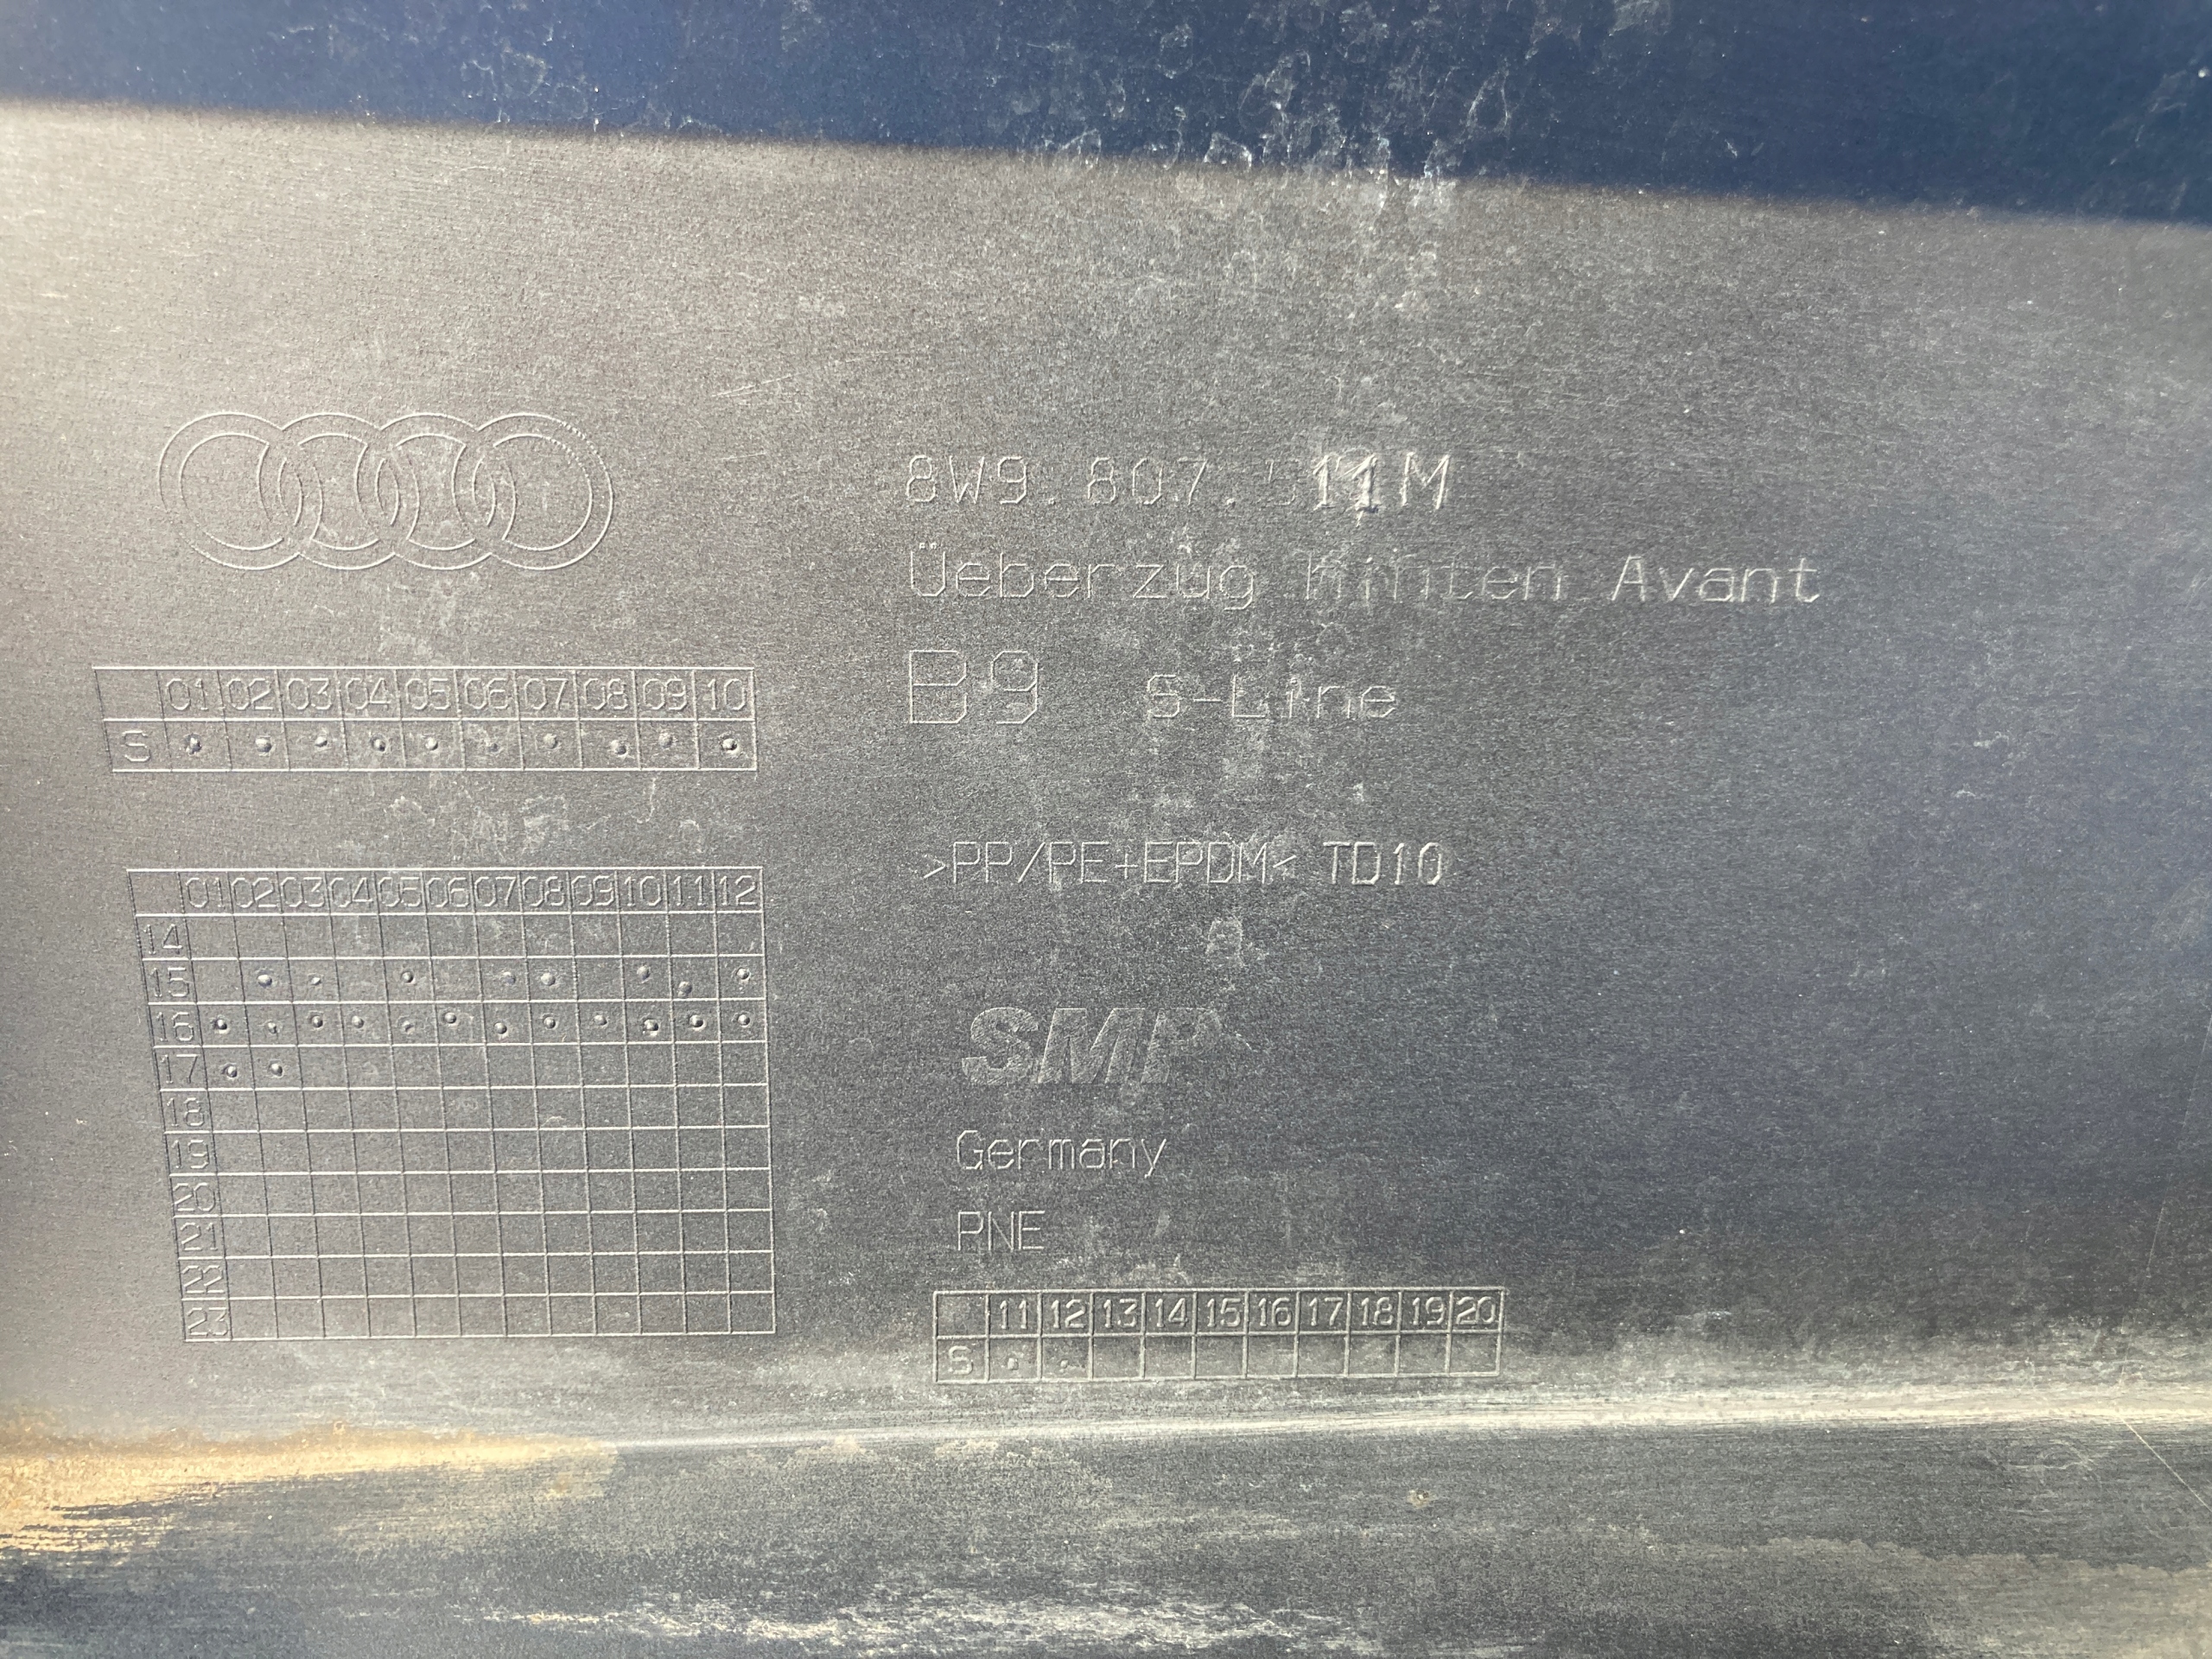 8W9.807.511M
Üeberzug hinten Avant
B9 S-Line
01 02 03 04 05 06 07 08 09 10
S
>PP/PE+EPDM< TD10
01 02 03 04 05 06 07 08 09 10 11 12
14
15
16
17
18
19
20
21
22
23
SMP
Germany
PNE
11 12 13 14 15 16 17 18 19 20
S